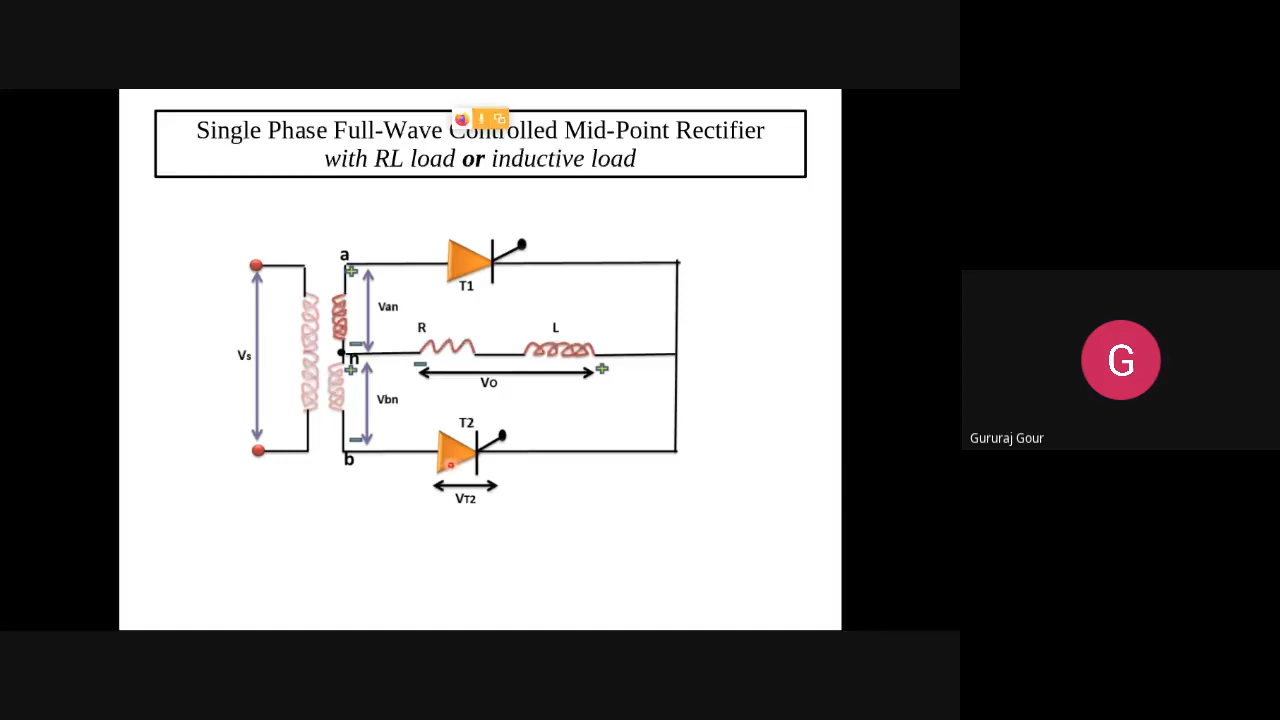 Single Phase Full-Wave Controlled Mid-Point Rectifier
with RL load or inductive load
a
T1
Van
R
L
Vs
n
Vo
Vbn
T2
b
VT2
G
Gururaj Gour